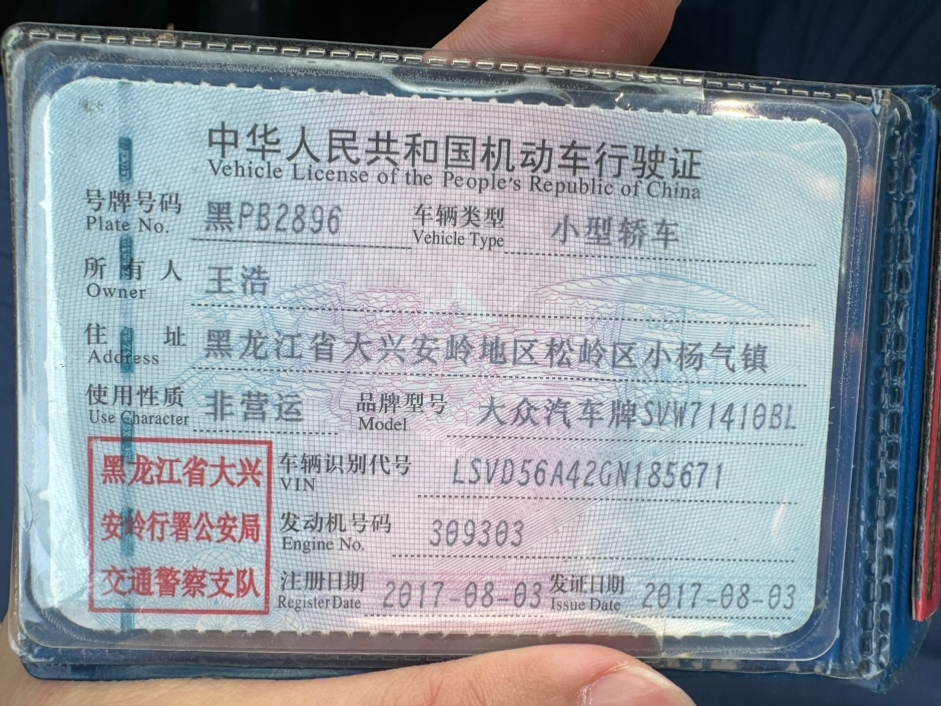 中华人民共和国机动车行驶证
Vehicle License of the People's Republic of China
号牌号码 黑PB2896 车辆类型 小型轿车
Plate No. Vehicle Type
所有人 王浩
Owner
住址 黑龙江省大兴安岭地区松岭区小杨气镇
Address
使用性质 非营运 品牌型号 大众汽车牌SVW71410BL
Use Character Model
黑龙江省大兴
安岭行署公安局
交通警察支队
车辆识别代号 LSVD56A42GN185671
VIN
发动机号码 309303
Engine No.
注册日期 2017-08-03 发证日期 2017-08-03
Register Date Issue Date